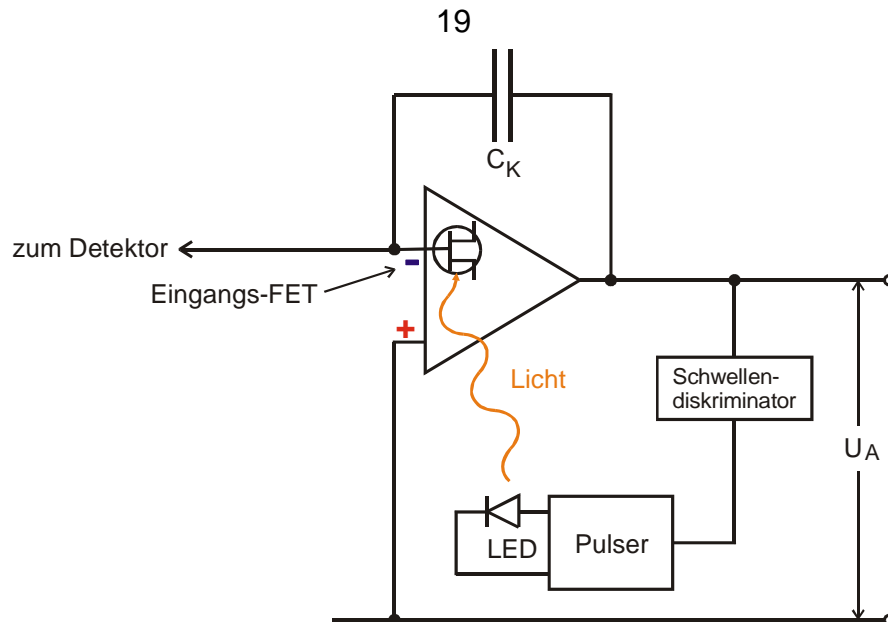 19
C_K
zum Detektor
-
Eingangs-FET
+
Licht
Schwellen-
diskriminator
U_A
LED
Pulser